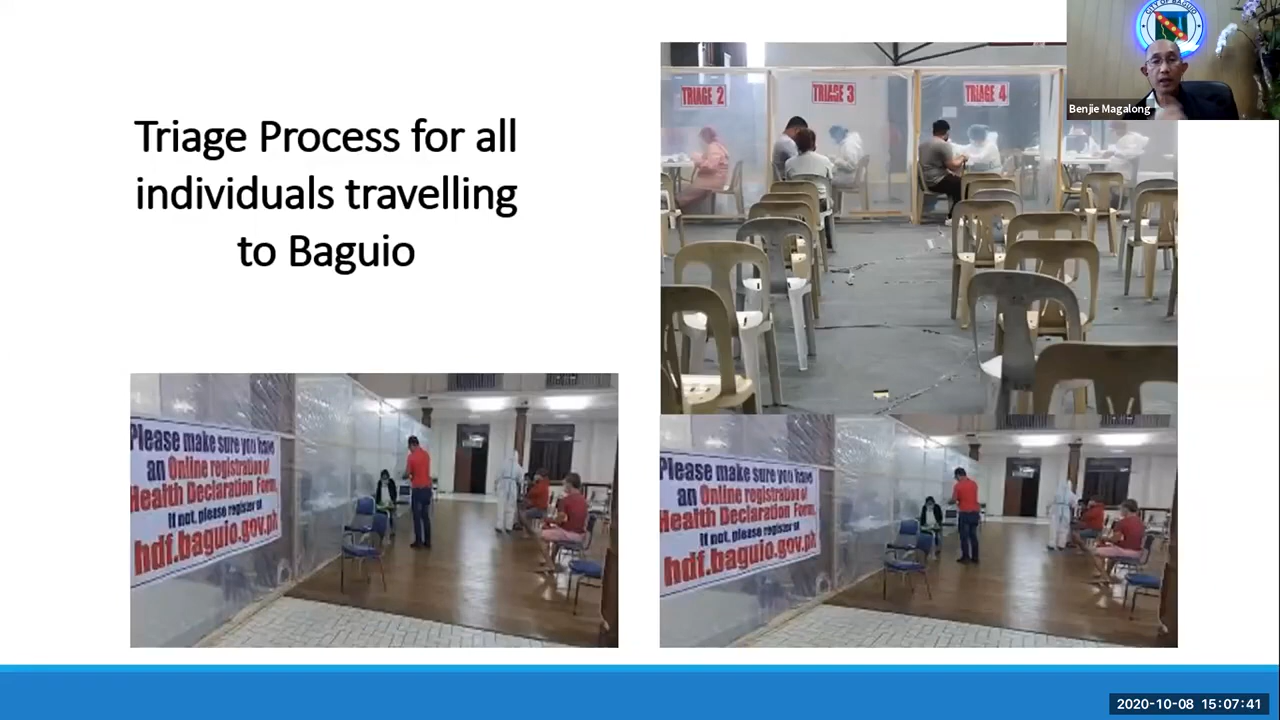 Triage Process for all
individuals travelling
to Baguio
TRIAGE 2
TRIAGE 3
TRIAGE 4
CITY OF BAGUIO
Benjie Magalong
Please make sure you have
an Online registration of
Health Declaration Form,
if not, please register at
hdf.baguio.gov.ph
Please make sure you have
an Online registration of
Health Declaration Form,
if not, please register at
hdf.baguio.gov.ph
2020-10-08 15:07:41